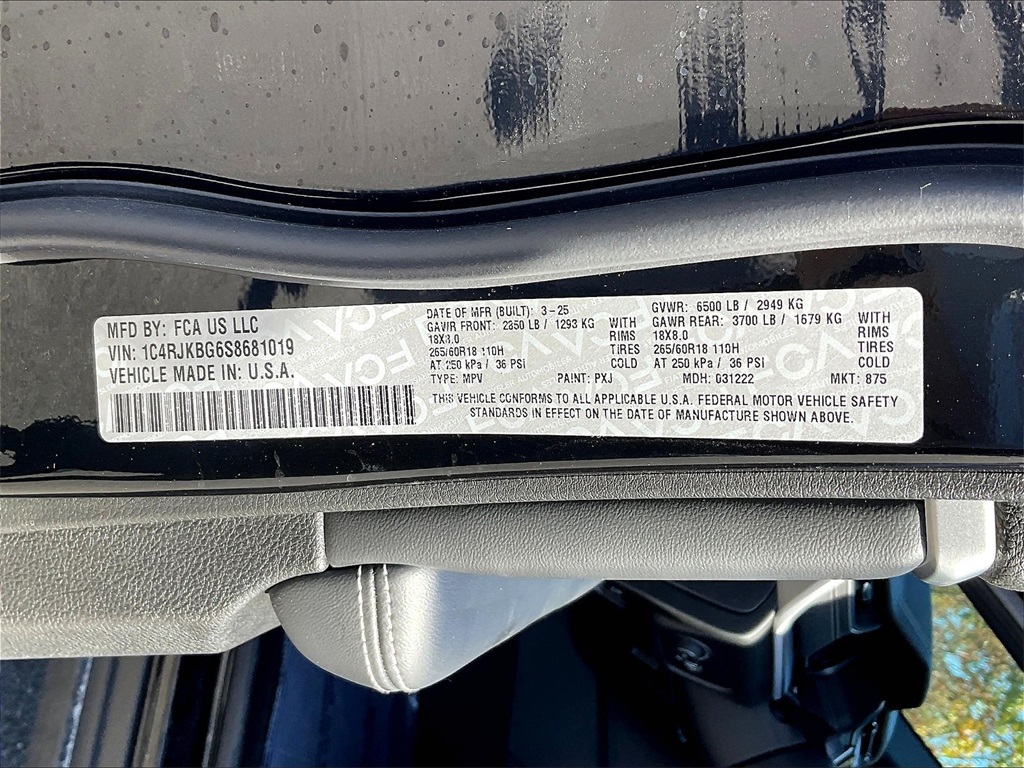 MFD BY: FCA US LLC
VIN: 1C4RJKBG6S8681019
VEHICLE MADE IN: U.S.A.
DATE OF MFR (BUILT): 3-25
GAWR FRONT: 2850 LB / 1293 KG WITH
18X8.0 RIMS
265/60R18 110H TIRES
AT 250 kPa / 36 PSI COLD
GVWR: 6500 LB / 2949 KG
GAWR REAR: 3700 LB / 1679 KG WITH
18X8.0 RIMS
265/60R18 110H TIRES
AT 250 kPa / 36 PSI COLD
TYPE: MPV PAINT: PXJ MDH: 031222 MKT: 875
THIS VEHICLE CONFORMS TO ALL APPLICABLE U.S.A. FEDERAL MOTOR VEHICLE SAFETY
STANDARDS IN EFFECT ON THE DATE OF MANUFACTURE SHOWN ABOVE.